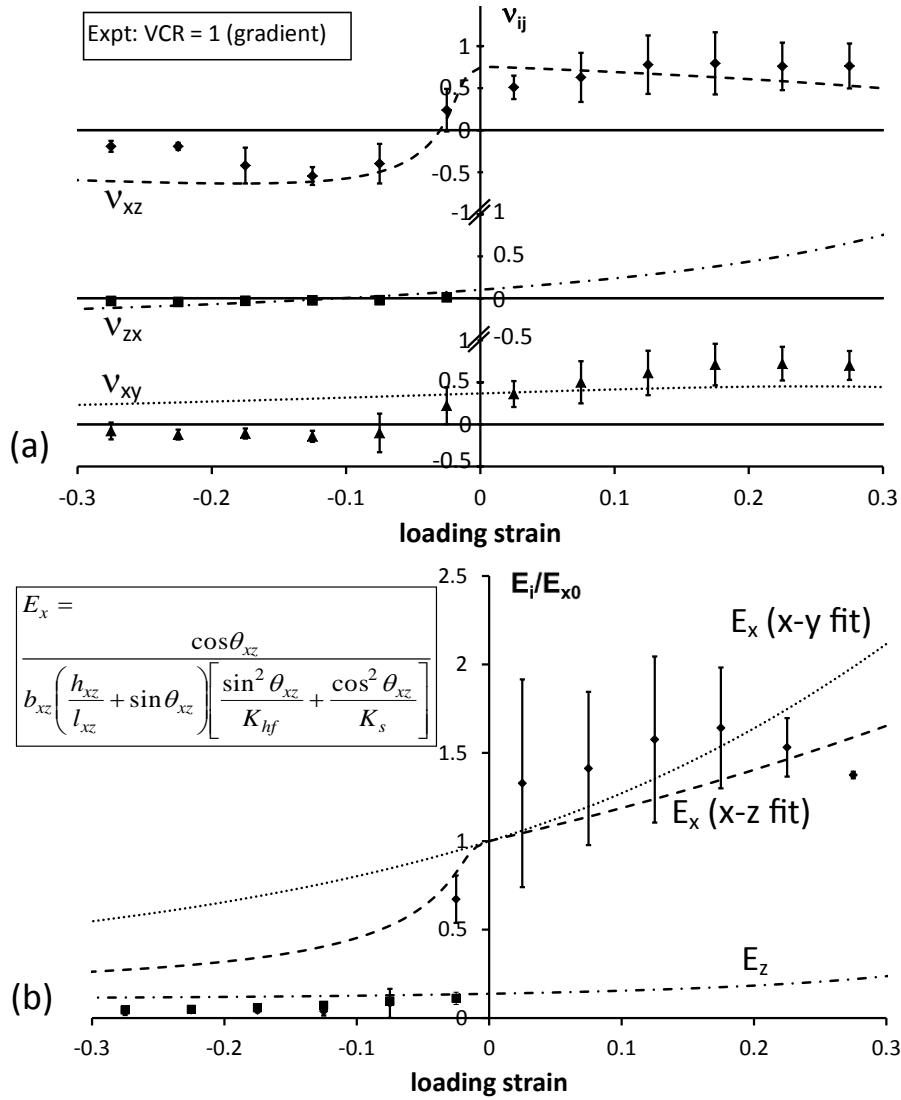 Expt: VCR = 1 (gradient)
ν_ij
1
0.5
0
-0.5
-1
ν_xz
1
0.5
0
-0.5
ν_zx
1
0.5
0
-0.5
ν_xy
(a)
-0.3 -0.2 -0.1 0 0.1 0.2 0.3
loading strain
E_i/E_x0
2.5
2
1.5
1
0.5
0
E_x =
cosθ_xz
b_xz(h_xz/l_xz + sinθ_xz)[sin²θ_xz/K_hf + cos²θ_xz/K_s]
E_x (x-y fit)
E_x (x-z fit)
E_z
(b)
-0.3 -0.2 -0.1 0 0.1 0.2 0.3
loading strain